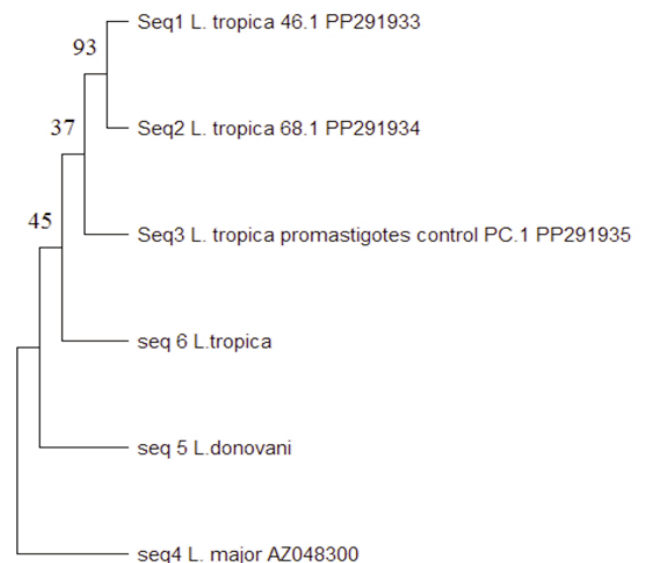 Seq1 L. tropica 46.1 PP291933
93
37
Seq2 L. tropica 68.1 PP291934
45
Seq3 L. tropica promastigotes control PC.1 PP291935
seq 6 L.tropica
seq 5 L.donovani
seq4 L. major AZ048300